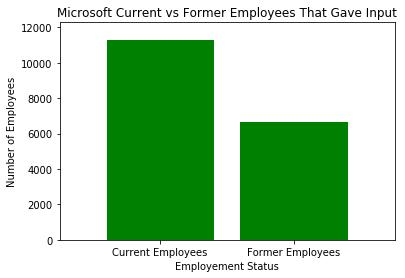 Microsoft Current vs Former Employees That Gave Input
12000
10000
8000
6000
4000
2000
0
Number of Employees
Current Employees
Former Employees
Employement Status